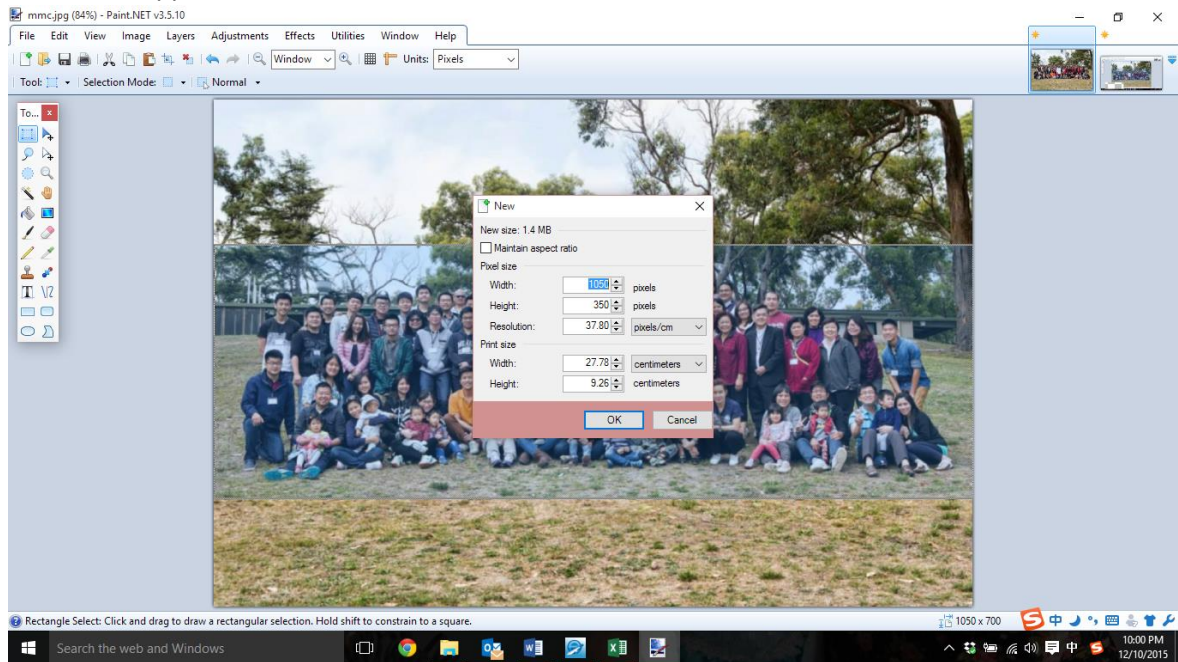 mmc.jpg (84%) - Paint.NET v3.5.10
File Edit View Image Layers Adjustments Effects Utilities Window Help
Window Units: Pixels
Tool: Selection Mode: Normal
To...
New
New size: 1.4 MB
Maintain aspect ratio
Pixel size
Width: 1050 pixels
Height: 350 pixels
Resolution: 37.80 pixels/cm
Print size
Width: 27.78 centimeters
Height: 9.26 centimeters
OK Cancel
Rectangle Select: Click and drag to draw a rectangular selection. Hold shift to constrain to a square. 1050 x 700 中
Search the web and Windows 中 10:00 PM
12/10/2015